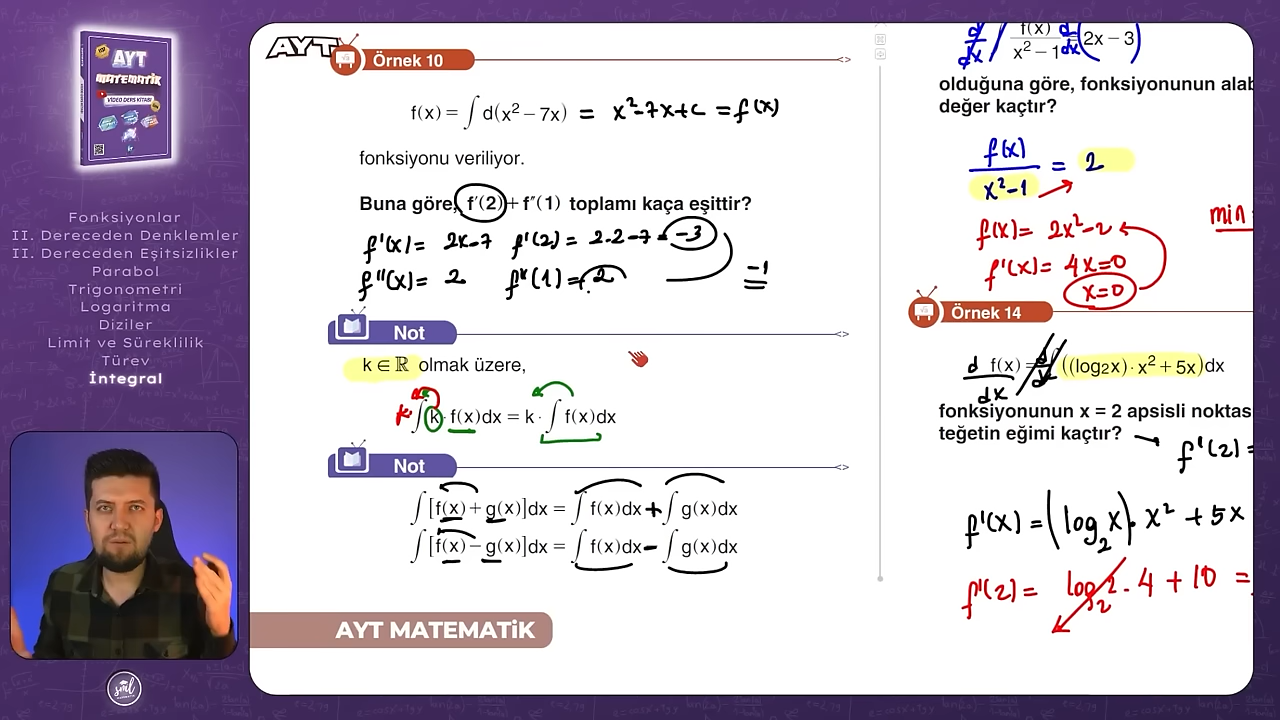 AYT
MATEMATİK
VIDEO DERS KİTABI
Fonksiyonlar
II. Dereceden Denklemler
II. Dereceden Eşitsizlikler
Parabol
Trigonometri
Logaritma
Diziler
Limit ve Süreklilik
Türev
İntegral
sml
AYT
Örnek 10
f(x) = ∫ d(x² − 7x) = x²-7x+c = f(x)
fonksiyonu veriliyor.
Buna göre, f′(2) + f″(1) toplamı kaça eşittir?
f'(x) = 2x-7 f'(2) = 2.2-7 = -3
f''(x) = 2 f''(1) = 2 -1
Not
k ∈ ℝ olmak üzere,
k. ∫ k · f(x)dx = k · ∫ f(x)dx
Not
∫ [f(x) + g(x)]dx = ∫ f(x)dx + ∫ g(x)dx
∫ [f(x) − g(x)]dx = ∫ f(x)dx - ∫ g(x)dx
AYT MATEMATİK
d/dx ∫ f(x)/x² − 1 d/dx (2x − 3)
olduğuna göre, fonksiyonunun alab
değer kaçtır?
f(x)/x²-1 = 2
f(x) = 2x²-2
min
f'(x) = 4x=0
x=0
Örnek 14
d/dx f(x) = ((log₂x) · x² + 5x)dx
fonksiyonunun x = 2 apsisli noktas
teğetin eğimi kaçtır?
f'(2) =
f'(x) = (log₂x) . x² + 5x
f'(2) = log₂2 . 4 + 10 =